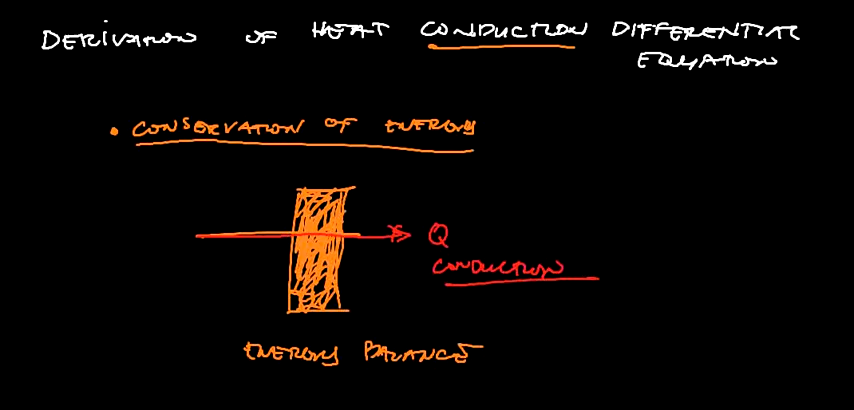 DERIVATION OF HEAT CONDUCTION DIFFERENTIAL
EQUATION
• CONSERVATION OF ENERGY
Q
CONDUCTION
ENERGY BALANCE